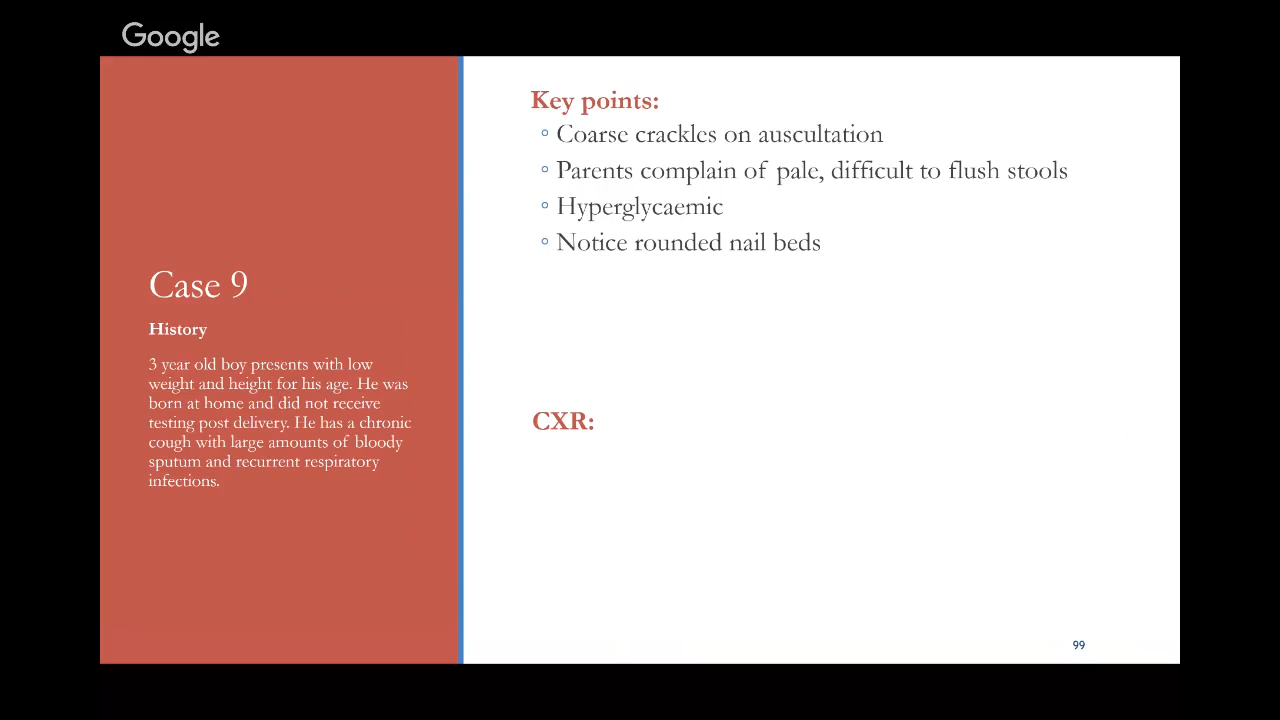 Google
Case 9
History
3 year old boy presents with low
weight and height for his age. He was
born at home and did not receive
testing post delivery. He has a chronic
cough with large amounts of bloody
sputum and recurrent respiratory
infections.
Key points:
◦ Coarse crackles on auscultation
◦ Parents complain of pale, difficult to flush stools
◦ Hyperglycaemic
◦ Notice rounded nail beds
CXR:
99